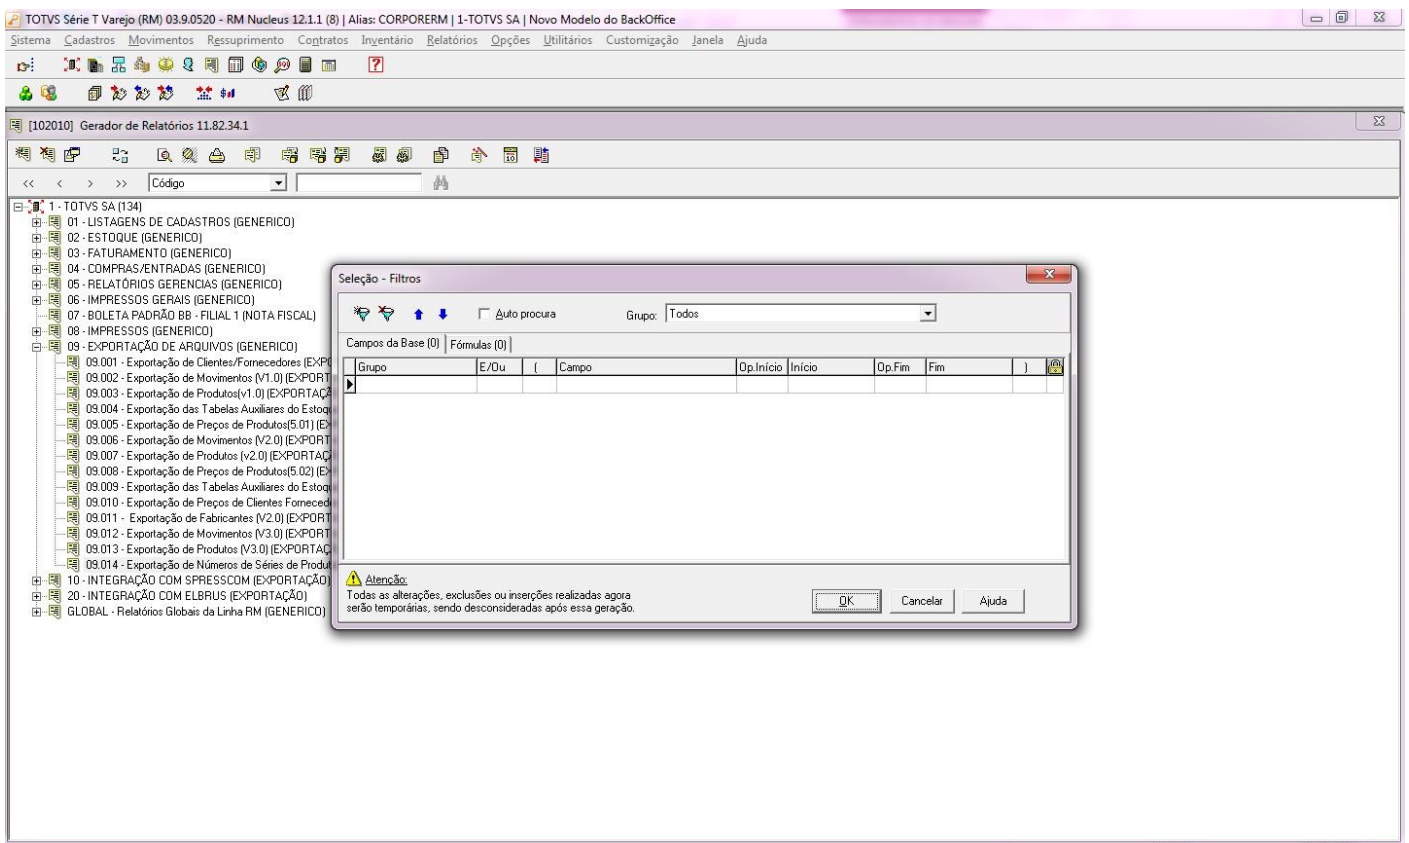 TOTVS Série T Varejo (RM) 03.9.0520 - RM Nucleus 12.1.1 (8) | Alias: CORPORERM | 1-TOTVS SA | Novo Modelo do BackOffice
Sistema Cadastros Movimentos Ressuprimento Contratos Inventário Relatórios Opções Utilitários Customização Janela Ajuda
[102010] Gerador de Relatórios 11.82.34.1
<< < > >> Código
1 - TOTVS SA (134)
01 - LISTAGENS DE CADASTROS (GENERICO)
02 - ESTOQUE (GENERICO)
03 - FATURAMENTO (GENERICO)
04 - COMPRAS/ENTRADAS (GENERICO)
05 - RELATÓRIOS GERENCIAS (GENERICO)
06 - IMPRESSOS GERAIS (GENERICO)
07 - BOLETA PADRÃO BB - FILIAL 1 (NOTA FISCAL)
08 - IMPRESSOS (GENERICO)
09 - EXPORTAÇÃO DE ARQUIVOS (GENERICO)
09.001 - Exportação de Clientes/Fornecedores (EXPO
09.002 - Exportação de Movimentos (V1.0) (EXPORT
09.003 - Exportação de Produtos(v1.0) (EXPORTAÇÃ
09.004 - Exportação das Tabelas Auxiliares do Estoqu
09.005 - Exportação de Preços de Produtos(5.01) (EX
09.006 - Exportação de Movimentos (V2.0) (EXPORT
09.007 - Exportação de Produtos (v2.0) (EXPORTAÇÃ
09.008 - Exportação de Preços de Produtos(5.02) (EX
09.009 - Exportação das Tabelas Auxiliares do Estoqu
09.010 - Exportação de Preços de Clientes Fornecedo
09.011 - Exportação de Fabricantes (V2.0) (EXPORT
09.012 - Exportação de Movimentos (V3.0) (EXPORT
09.013 - Exportação de Produtos (V3.0) (EXPORTAÇ
09.014 - Exportação de Números de Séries de Produt
10 - INTEGRAÇÃO COM SPRESSCOM (EXPORTAÇÃO)
20 - INTEGRAÇÃO COM ELBRUS (EXPORTAÇÃO)
GLOBAL - Relatórios Globais da Linha RM (GENERICO)
Seleção - Filtros
Auto procura Grupo: Todos
Campos da Base (0) Fórmulas (0)
Grupo E/Ou ( Campo Op.Início Início Op.Fim Fim )
Atenção:
Todas as alterações, exclusões ou inserções realizadas agora
serão temporárias, sendo desconsideradas após essa geração.
OK Cancelar Ajuda